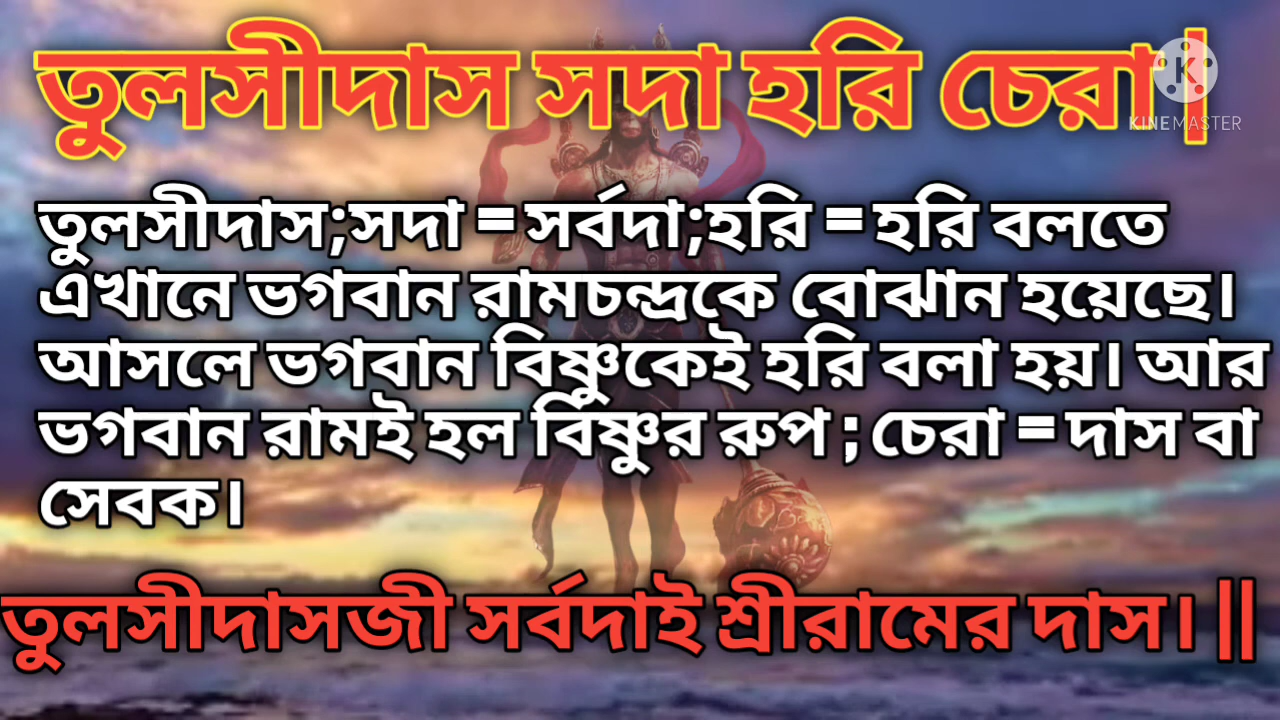 তুলসীদাস সদা হরি চেরা|
KINEMASTER
তুলসীদাস;সদা = সর্বদা;হরি = হরি বলতে
এখানে ভগবান রামচন্দ্রকে বোঝান হয়েছে।
আসলে ভগবান বিষ্ণুকেই হরি বলা হয়। আর
ভগবান রামই হল বিষ্ণুর রুপ ; চেরা = দাস বা
সেবক।
তুলসীদাসজী সর্বদাই শ্রীরামের দাস। ||